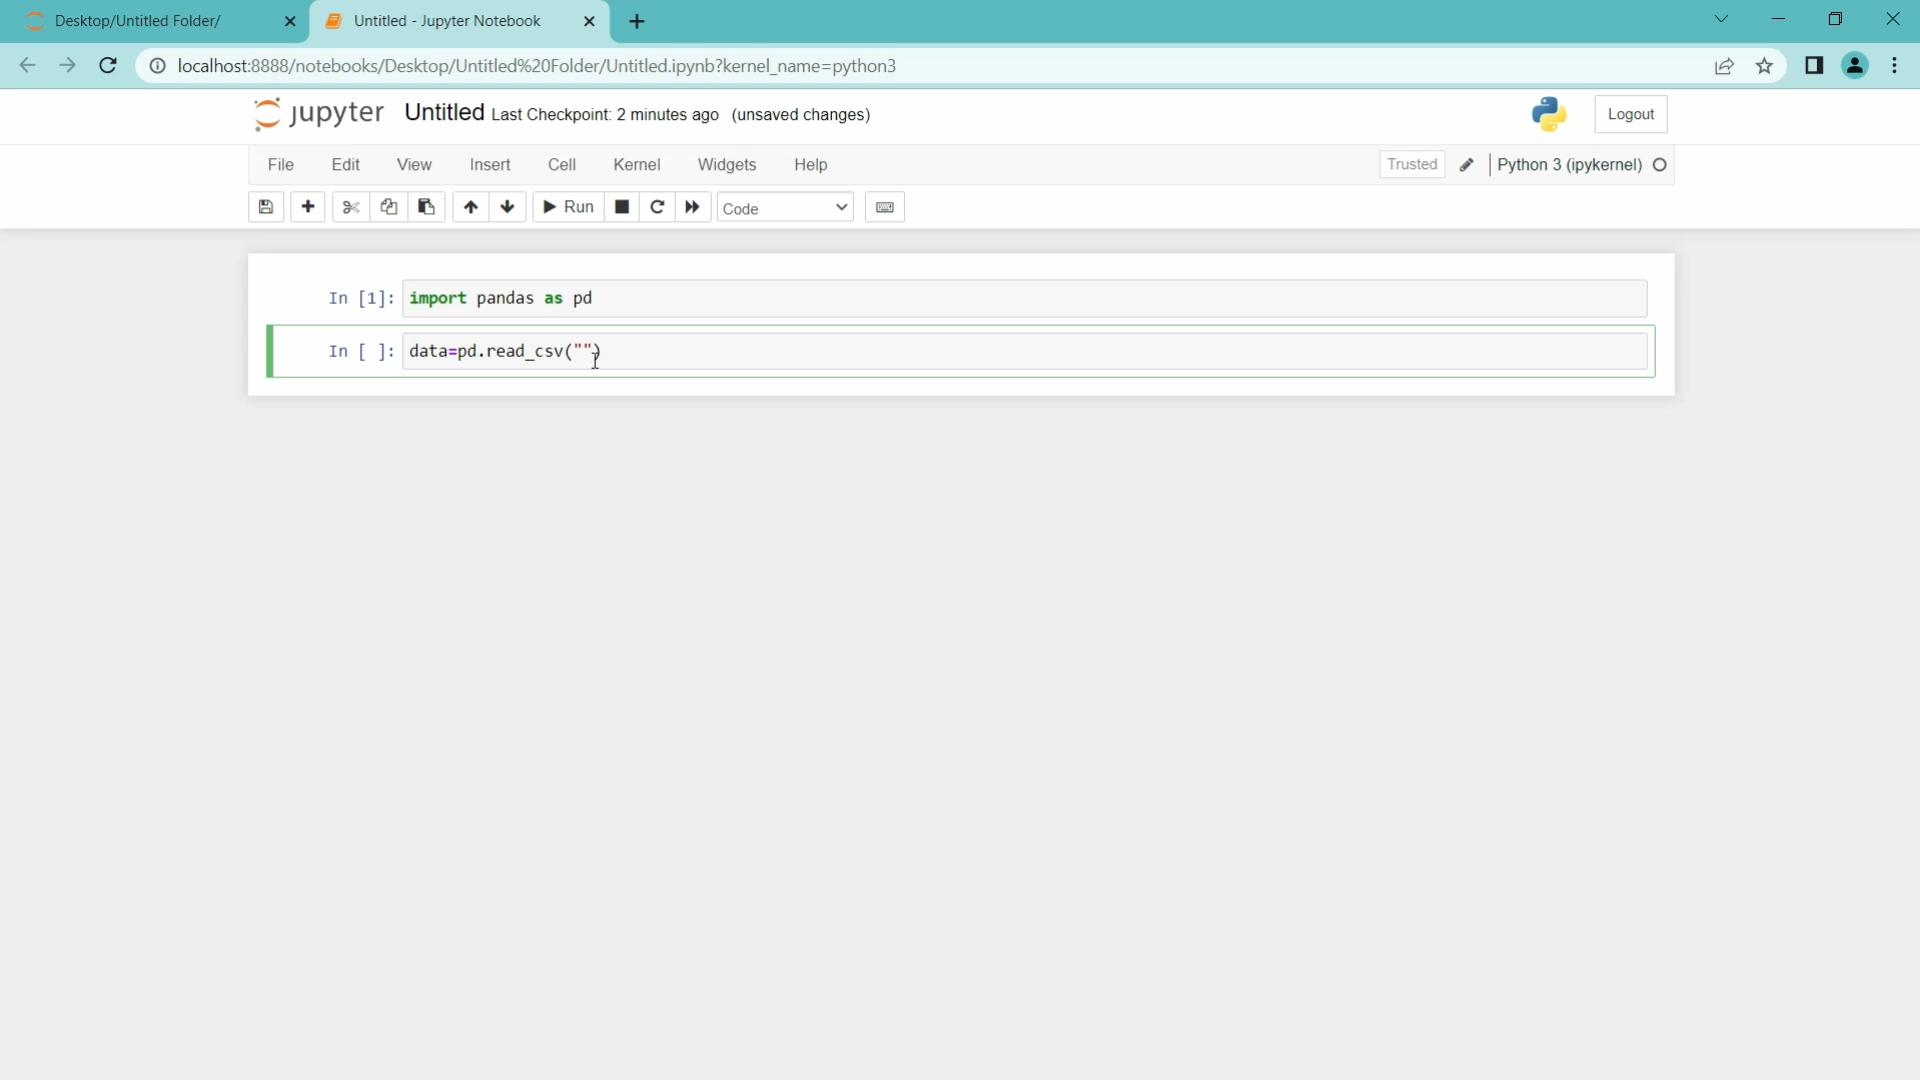 Desktop/Untitled Folder/
Untitled - Jupyter Notebook
localhost:8888/notebooks/Desktop/Untitled%20Folder/Untitled.ipynb?kernel_name=python3
jupyter Untitled Last Checkpoint: 2 minutes ago (unsaved changes)
Logout
File Edit View Insert Cell Kernel Widgets Help
Trusted Python 3 (ipykernel)
Run Code
In [1]: import pandas as pd
In [ ]: data=pd.read_csv("")